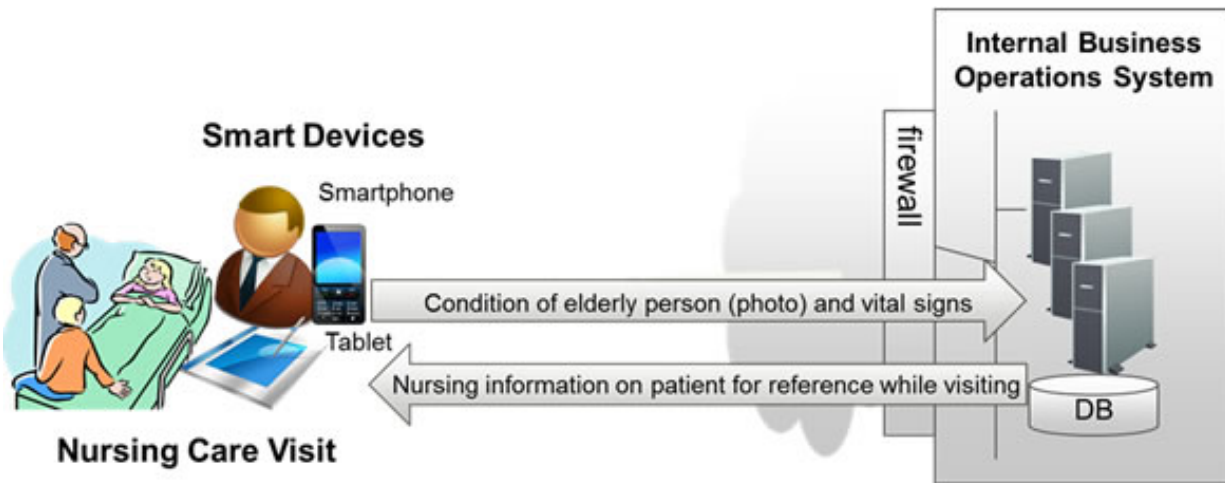 Internal Business
Operations System
firewall
Smart Devices
Smartphone
Condition of elderly person (photo) and vital signs
Tablet
Nursing information on patient for reference while visiting
DB
Nursing Care Visit